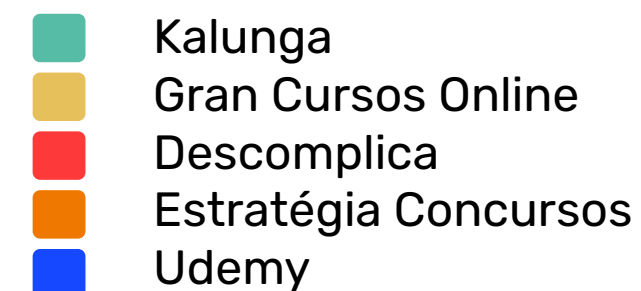 Kalunga
Gran Cursos Online
Descomplica
Estratégia Concursos
Udemy